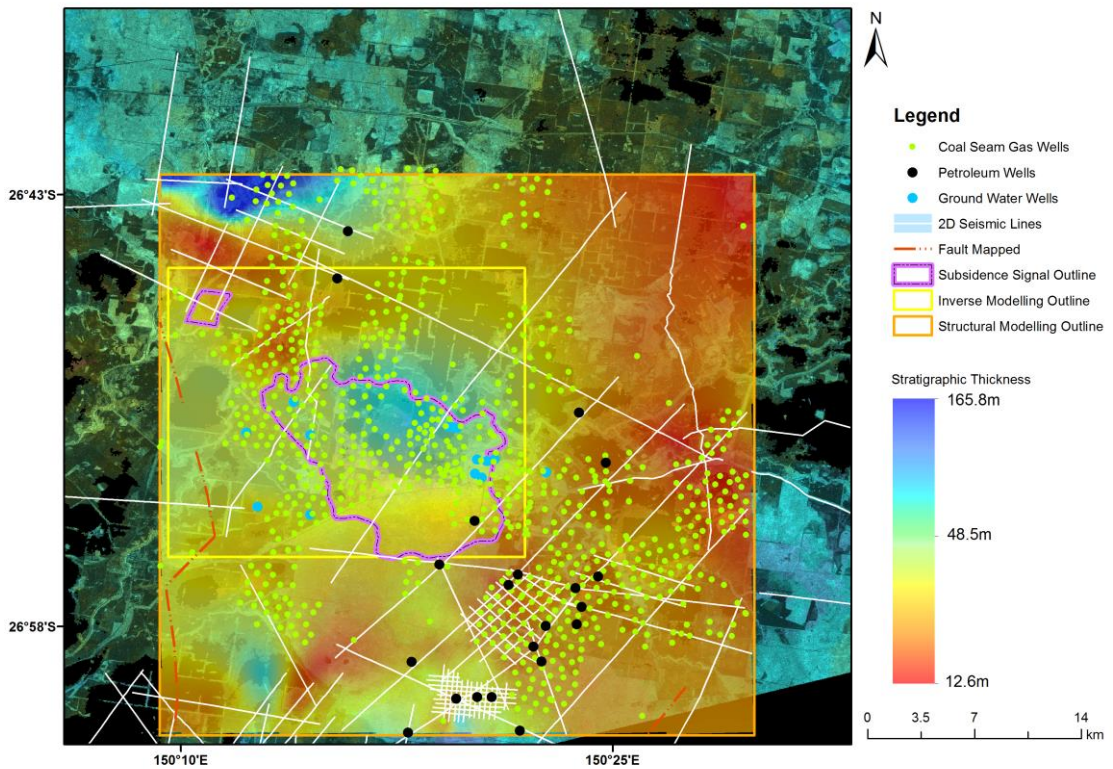 N
Legend
Coal Seam Gas Wells
Petroleum Wells
Ground Water Wells
2D Seismic Lines
Fault Mapped
Subsidence Signal Outline
Inverse Modelling Outline
Structural Modelling Outline
Stratigraphic Thickness
165.8m
48.5m
12.6m
0 3.5 7 14
km
26°43'S
26°58'S
150°10'E 150°25'E